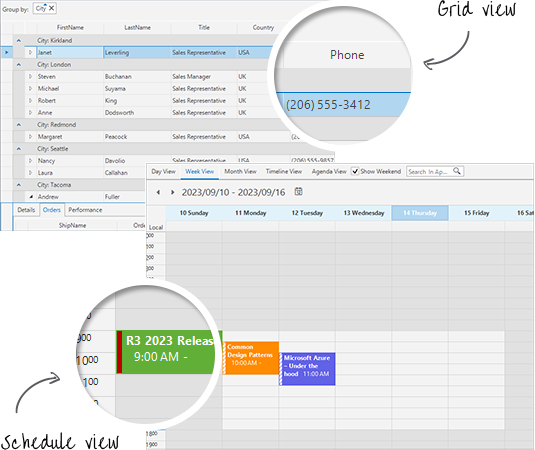 Group by: City
Grid view
FirstName LastName Title Country
Phone
City: Kirkland
Janet Leverling Sales Representative USA
(206) 555-3412
City: London
Steven Buchanan Sales Manager UK
Michael Suyama Sales Representative UK
Robert King Sales Representative UK
Anne Dodsworth Sales Representative UK
City: Redmond
Margaret Peacock Sales Representative USA
City: Seattle
Nancy Davolio Sales Representative USA (206) 555-9857
Laura Callahan
City: Tacoma
Andrew Fuller
Details Orders Performance
ShipName
Day View Week View Month View Timeline View Agenda View Show Weekend Search In Ap...
2023/09/10 - 2023/09/16
10 Sunday 11 Monday 12 Tuesday 13 Wednesday 14 Thursday 15 Friday 16 Sat
Local
900
R3 2023 Releas
9:00 AM -
1000
1100
Common
Design Patterns
10:00 AM -
Microsoft Azure
- Under the
hood 11:00 AM
1800
1900
Schedule view